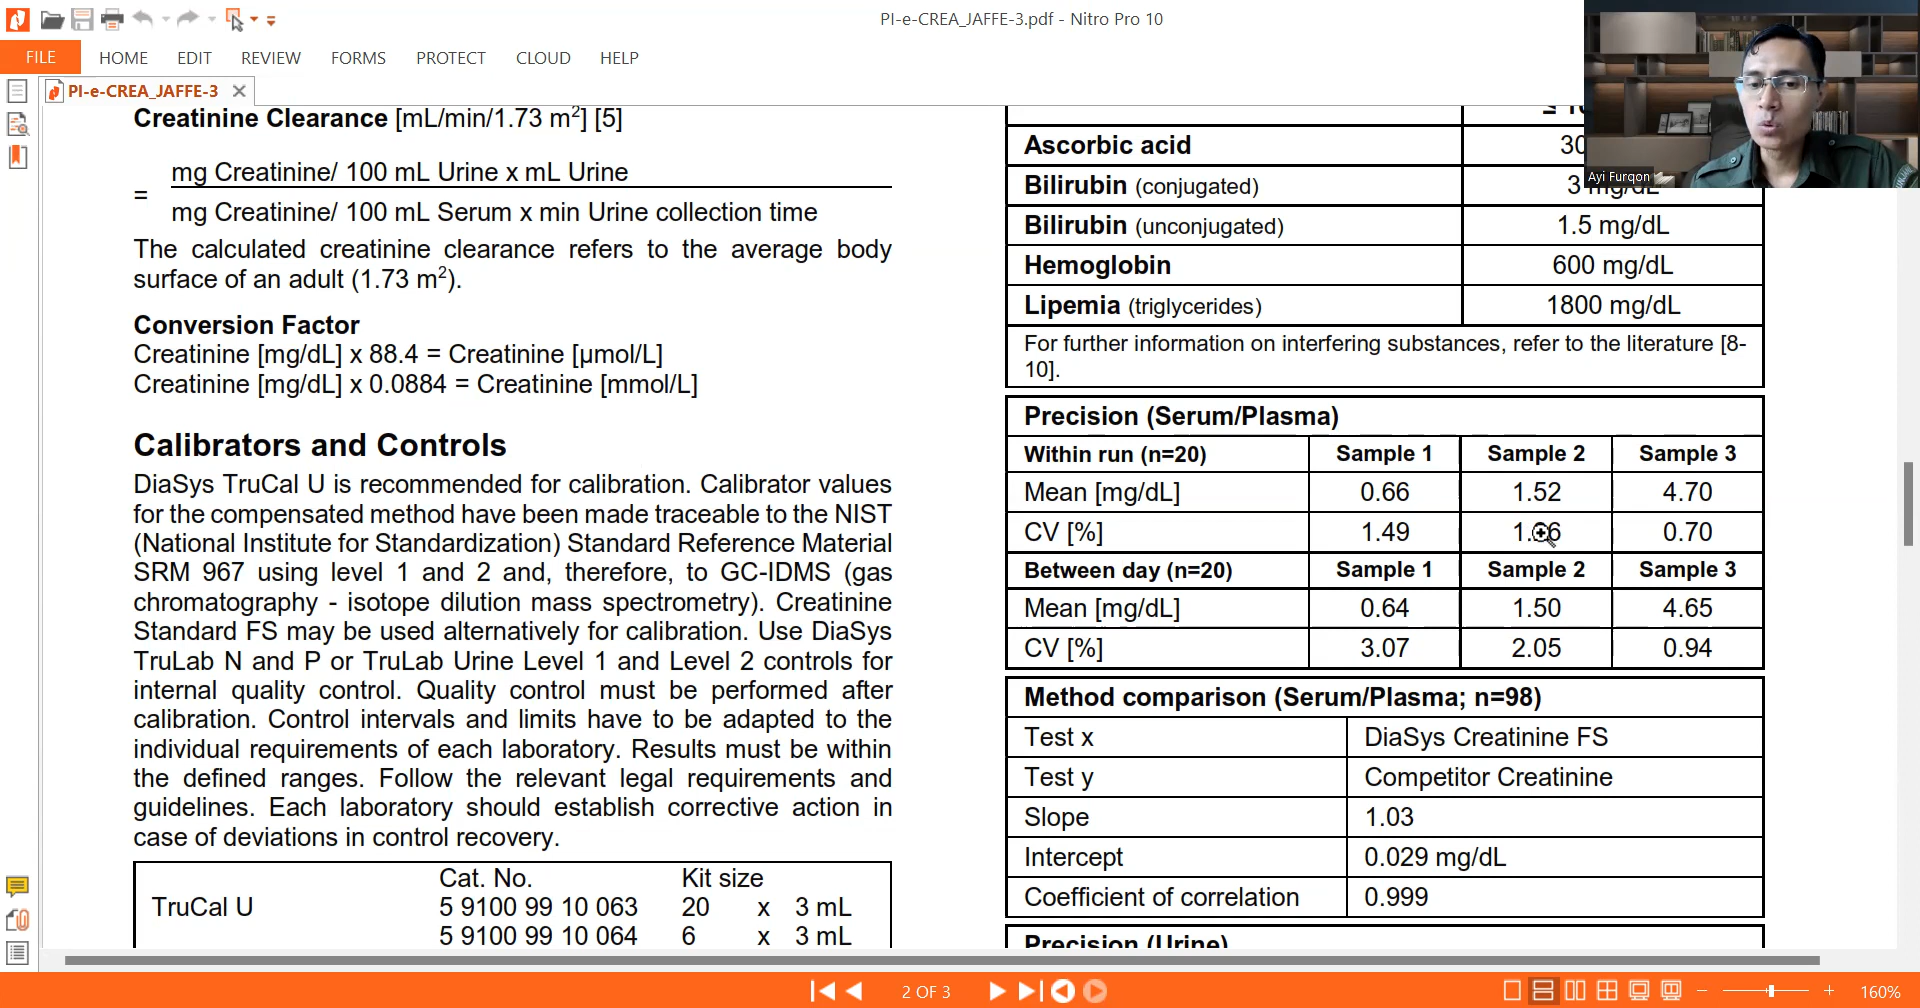 PI-e-CREA_JAFFE-3.pdf - Nitro Pro 10
FILE HOME EDIT REVIEW FORMS PROTECT CLOUD HELP
PI-e-CREA_JAFFE-3
Ayi Furqon
Creatinine Clearance [mL/min/1.73 m²] [5]
mg Creatinine/ 100 mL Urine x mL Urine
=
mg Creatinine/ 100 mL Serum x min Urine collection time
The calculated creatinine clearance refers to the average body
surface of an adult (1.73 m²).
Conversion Factor
Creatinine [mg/dL] x 88.4 = Creatinine [µmol/L]
Creatinine [mg/dL] x 0.0884 = Creatinine [mmol/L]
Calibrators and Controls
DiaSys TruCal U is recommended for calibration. Calibrator values
for the compensated method have been made traceable to the NIST
(National Institute for Standardization) Standard Reference Material
SRM 967 using level 1 and 2 and, therefore, to GC-IDMS (gas
chromatography - isotope dilution mass spectrometry). Creatinine
Standard FS may be used alternatively for calibration. Use DiaSys
TruLab N and P or TruLab Urine Level 1 and Level 2 controls for
internal quality control. Quality control must be performed after
calibration. Control intervals and limits have to be adapted to the
individual requirements of each laboratory. Results must be within
the defined ranges. Follow the relevant legal requirements and
guidelines. Each laboratory should establish corrective action in
case of deviations in control recovery.
Cat. No. Kit size
TruCal U 5 9100 99 10 063 20 x 3 mL
5 9100 99 10 064 6 x 3 mL
Ascorbic acid 30
Bilirubin (conjugated) 3 mg/dL
Bilirubin (unconjugated) 1.5 mg/dL
Hemoglobin 600 mg/dL
Lipemia (triglycerides) 1800 mg/dL
For further information on interfering substances, refer to the literature [8-
10].
Precision (Serum/Plasma)
Within run (n=20) Sample 1 Sample 2 Sample 3
Mean [mg/dL] 0.66 1.52 4.70
CV [%] 1.49 0.70
Between day (n=20) Sample 1 Sample 2 Sample 3
Mean [mg/dL] 0.64 1.50 4.65
CV [%] 3.07 2.05 0.94
Method comparison (Serum/Plasma; n=98)
Test x DiaSys Creatinine FS
Test y Competitor Creatinine
Slope 1.03
Intercept 0.029 mg/dL
Coefficient of correlation 0.999
Precision (Urine)
2 OF 3
160%